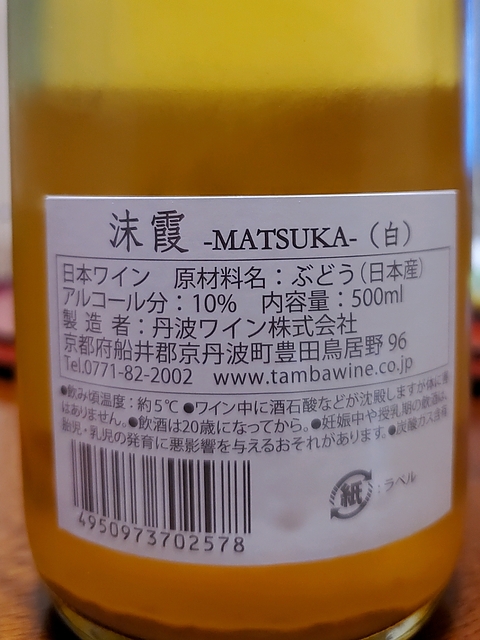 沫霞 -MATSUKA-（白）
日本ワイン 原材料名：ぶどう（日本産）
アルコール分：10% 内容量：500ml
製造者：丹波ワイン株式会社
京都府船井郡京丹波町豊田鳥居野 96
Tel.0771-82-2002 www.tambawine.co.jp
●飲み頃温度：約5℃ ●ワイン中に酒石酸などが沈殿しますが体に
はありません。●飲酒は20歳になってから。●妊娠中や授乳期の飲酒は、
胎児・乳児の発育に悪影響を与えるおそれがあります。●炭酸ガス含有
4950973702578
紙：ラベル